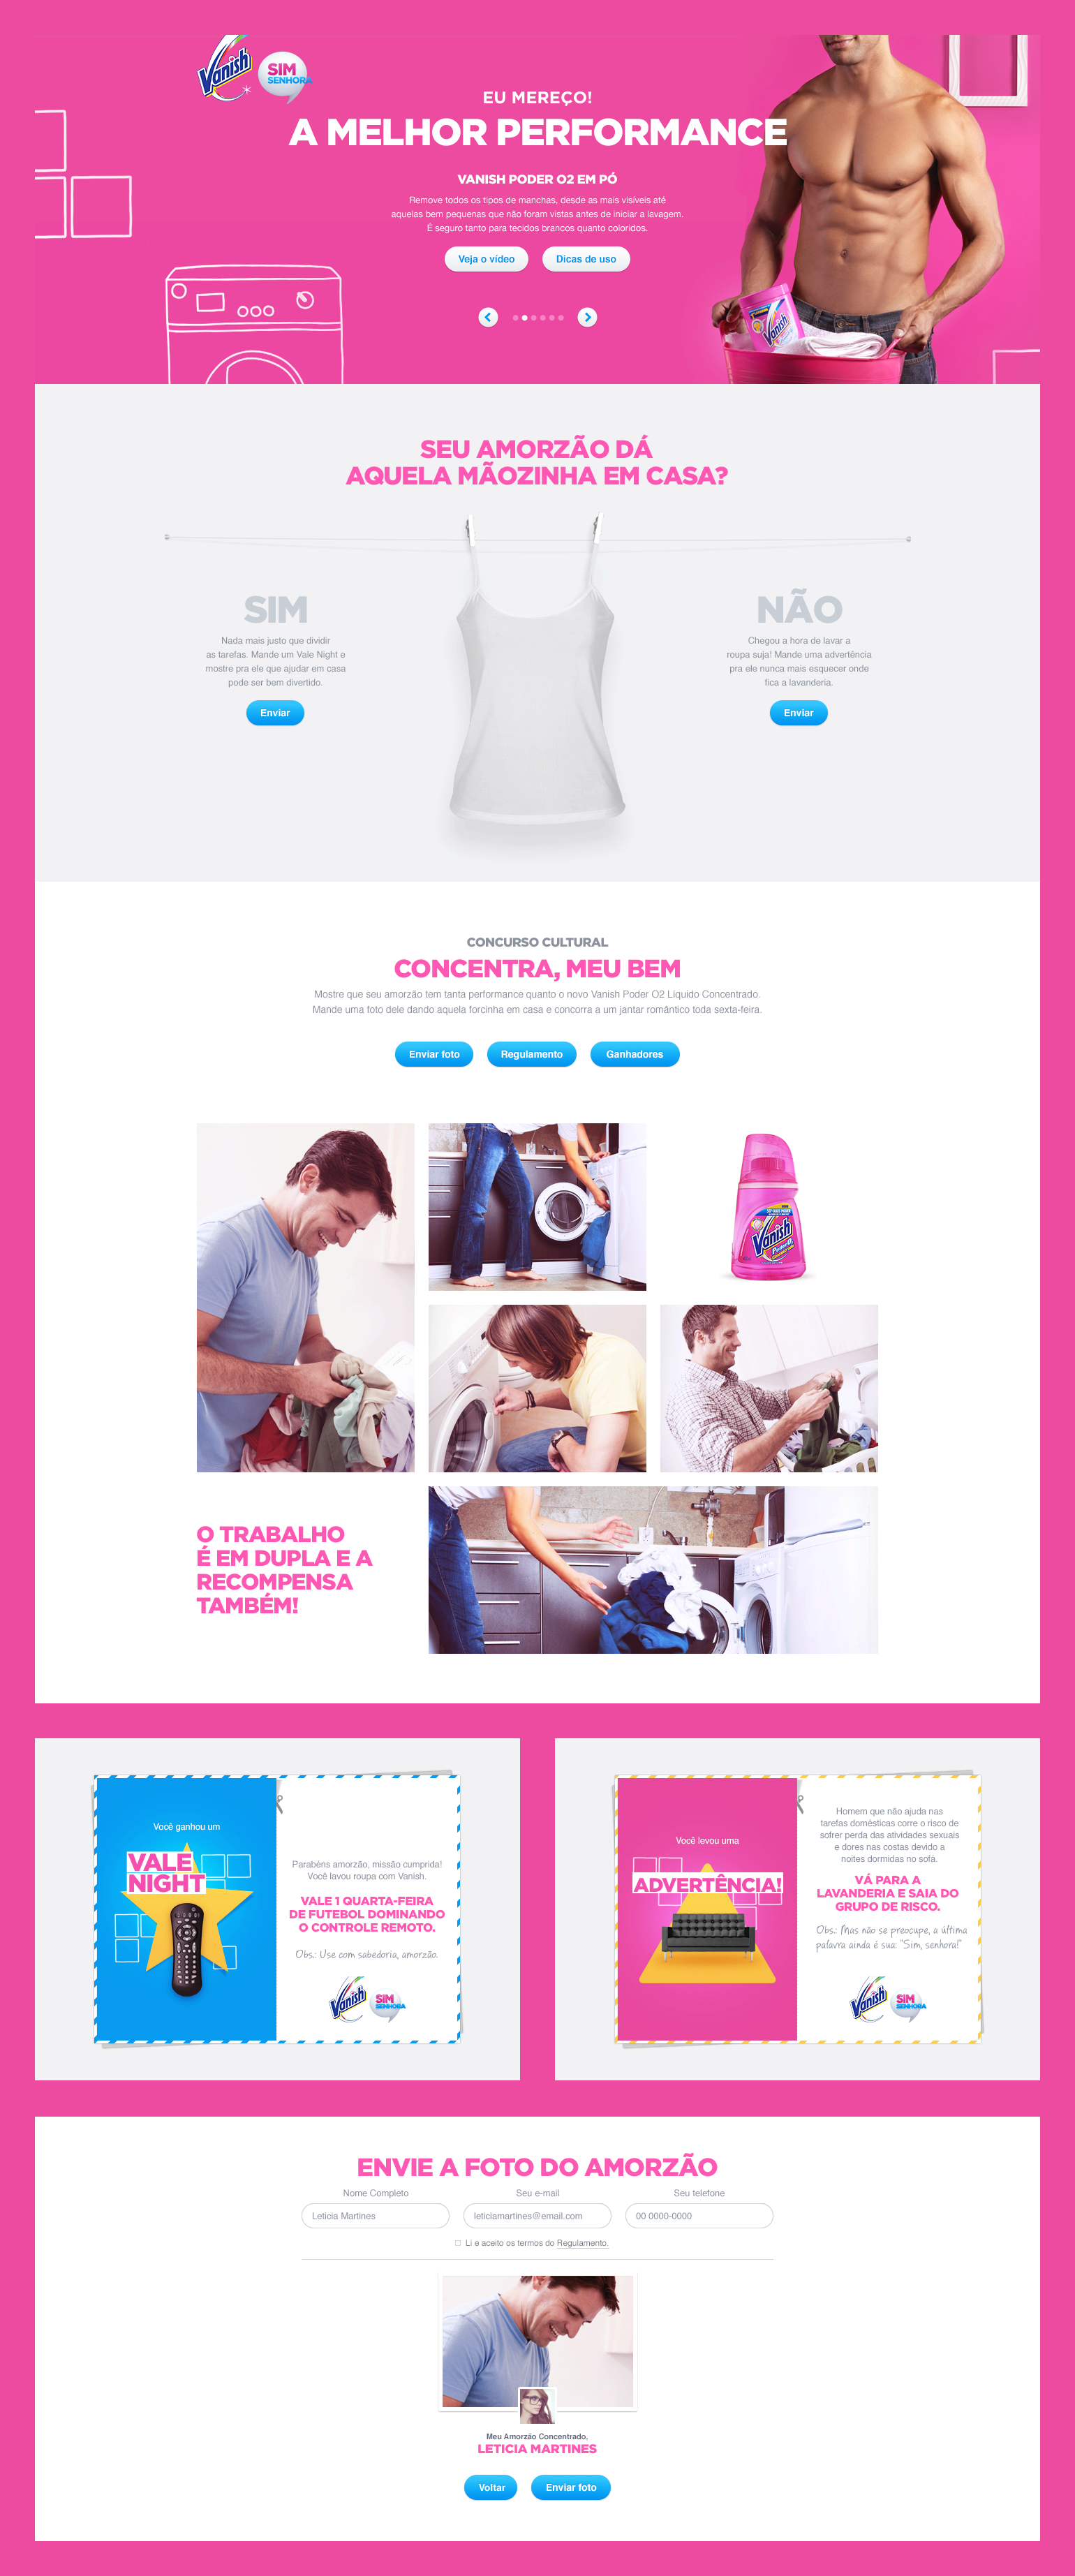 Vanish
SIM
SENHORA
EU MEREÇO!
A MELHOR PERFORMANCE
VANISH PODER O2 EM PÓ
Remove todos os tipos de manchas, desde as mais visíveis até
aquelas bem pequenas que não foram vistas antes de iniciar a lavagem.
É seguro tanto para tecidos brancos quanto coloridos.
Veja o vídeo
Dicas de uso
Vanish
SEU AMORZÃO DÁ
AQUELA MÃOZINHA EM CASA?
SIM
Nada mais justo que dividir
as tarefas. Mande um Vale Night e
mostre pra ele que ajudar em casa
pode ser bem divertido.
Enviar
NÃO
Chegou a hora de lavar a
roupa suja! Mande uma advertência
pra ele nunca mais esquecer onde
fica a lavanderia.
Enviar
CONCURSO CULTURAL
CONCENTRA, MEU BEM
Mostre que seu amorzão tem tanta performance quanto o novo Vanish Poder O2 Líquido Concentrado.
Mande uma foto dele dando aquela forcinha em casa e concorra a um jantar romântico toda sexta-feira.
Enviar foto
Regulamento
Ganhadores
Vanish
O TRABALHO
É EM DUPLA E A
RECOMPENSA
TAMBÉM!
Você ganhou um
VALE
NIGHT
Parabéns amorzão, missão cumprida!
Você lavou roupa com Vanish.
VALE 1 QUARTA-FEIRA
DE FUTEBOL DOMINANDO
O CONTROLE REMOTO.
Obs.: Use com sabedoria, amorzão.
Vanish
SIM
SENHORA
Você levou uma
ADVERTÊNCIA!
Homem que não ajuda nas
tarefas domésticas corre o risco de
sofrer perda das atividades sexuais
e dores nas costas devido a
noites dormidas no sofá.
VÁ PARA A
LAVANDERIA E SAIA DO
GRUPO DE RISCO.
Obs.: Mas não se preocupe, a última
palavra ainda é sua: "Sim, senhora!"
Vanish
SIM
SENHORA
ENVIE A FOTO DO AMORZÃO
Nome Completo
Seu e-mail
Seu telefone
Leticia Martines
leticiamartines@email.com
00 0000-0000
Li e aceito os termos do Regulamento.
Meu Amorzão Concentrado,
LETICIA MARTINES
Voltar
Enviar foto